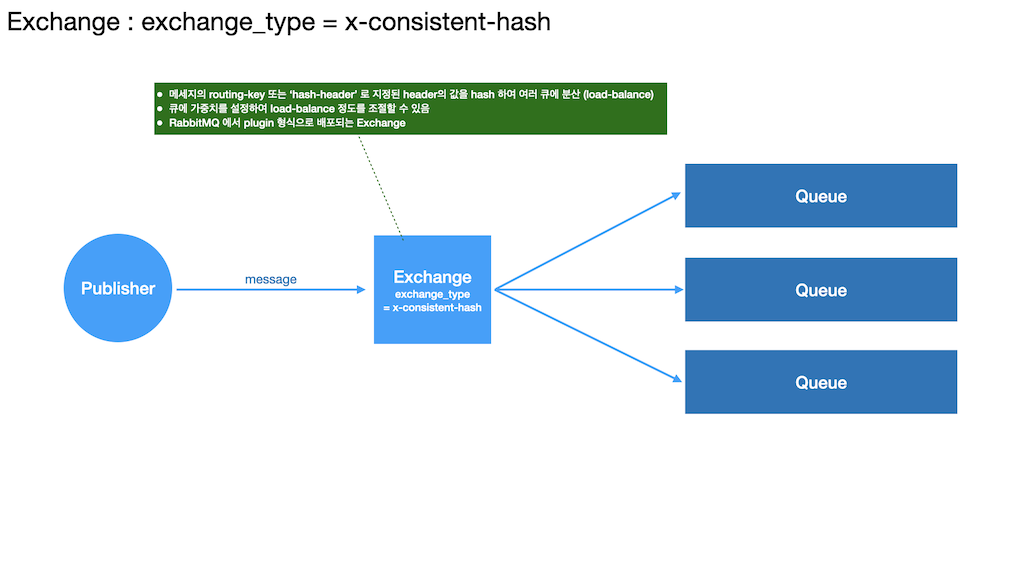 Exchange : exchange_type = x-consistent-hash
• 메세지의 routing-key 또는 ‘hash-header’ 로 지정된 header의 값을 hash 하여 여러 큐에 분산 (load-balance)
• 큐에 가중치를 설정하여 load-balance 정도를 조절할 수 있음
• RabbitMQ 에서 plugin 형식으로 배포되는 Exchange
Publisher
message
Exchange
exchange_type
= x-consistent-hash
Queue
Queue
Queue